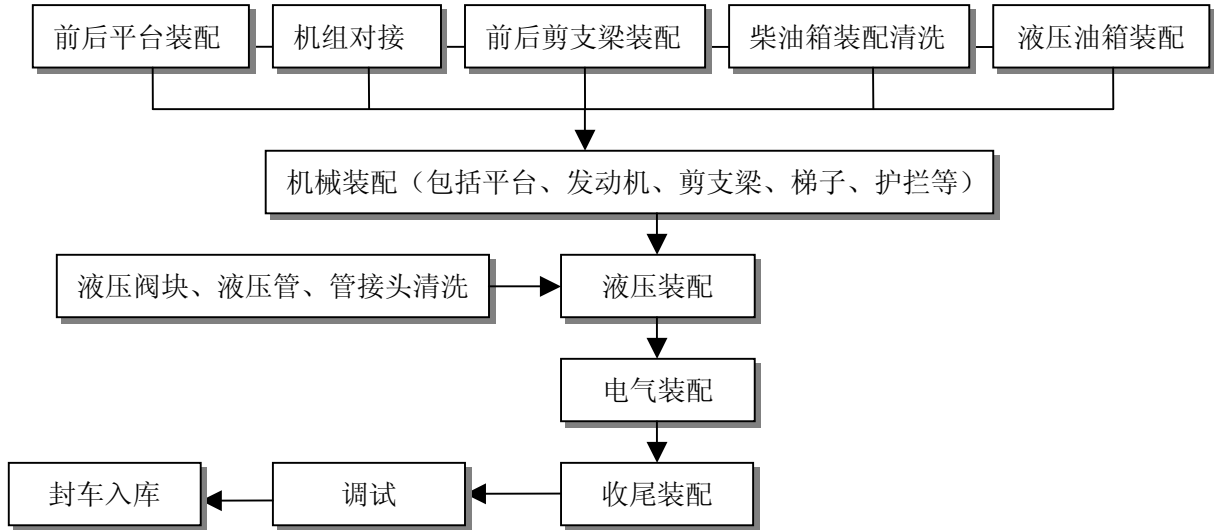 前后平台装配
机组对接
前后剪支梁装配
柴油箱装配清洗
液压油箱装配
机械装配（包括平台、发动机、剪支梁、梯子、护拦等）
液压阀块、液压管、管接头清洗
液压装配
电气装配
封车入库
调试
收尾装配